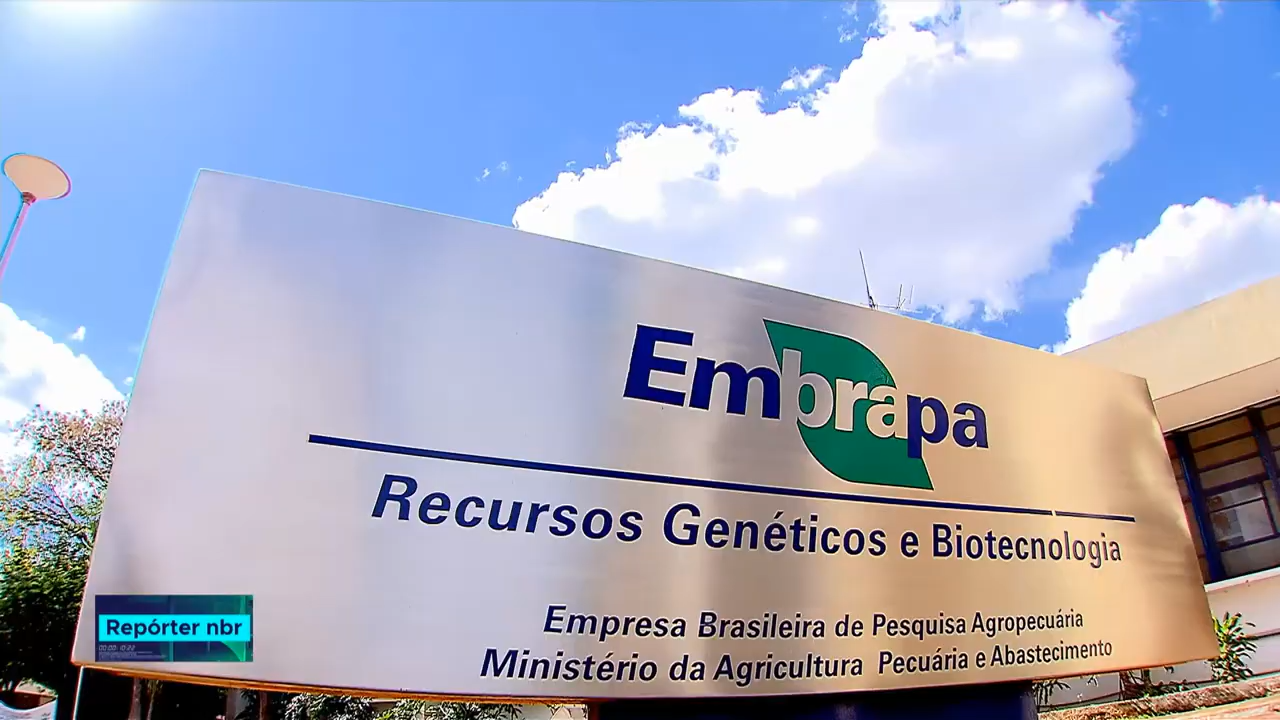 Embrapa
Recursos Genéticos e Biotecnologia
Empresa Brasileira de Pesquisa Agropecuária
Ministério da Agricultura Pecuária e Abastecimento
Repórter nbr